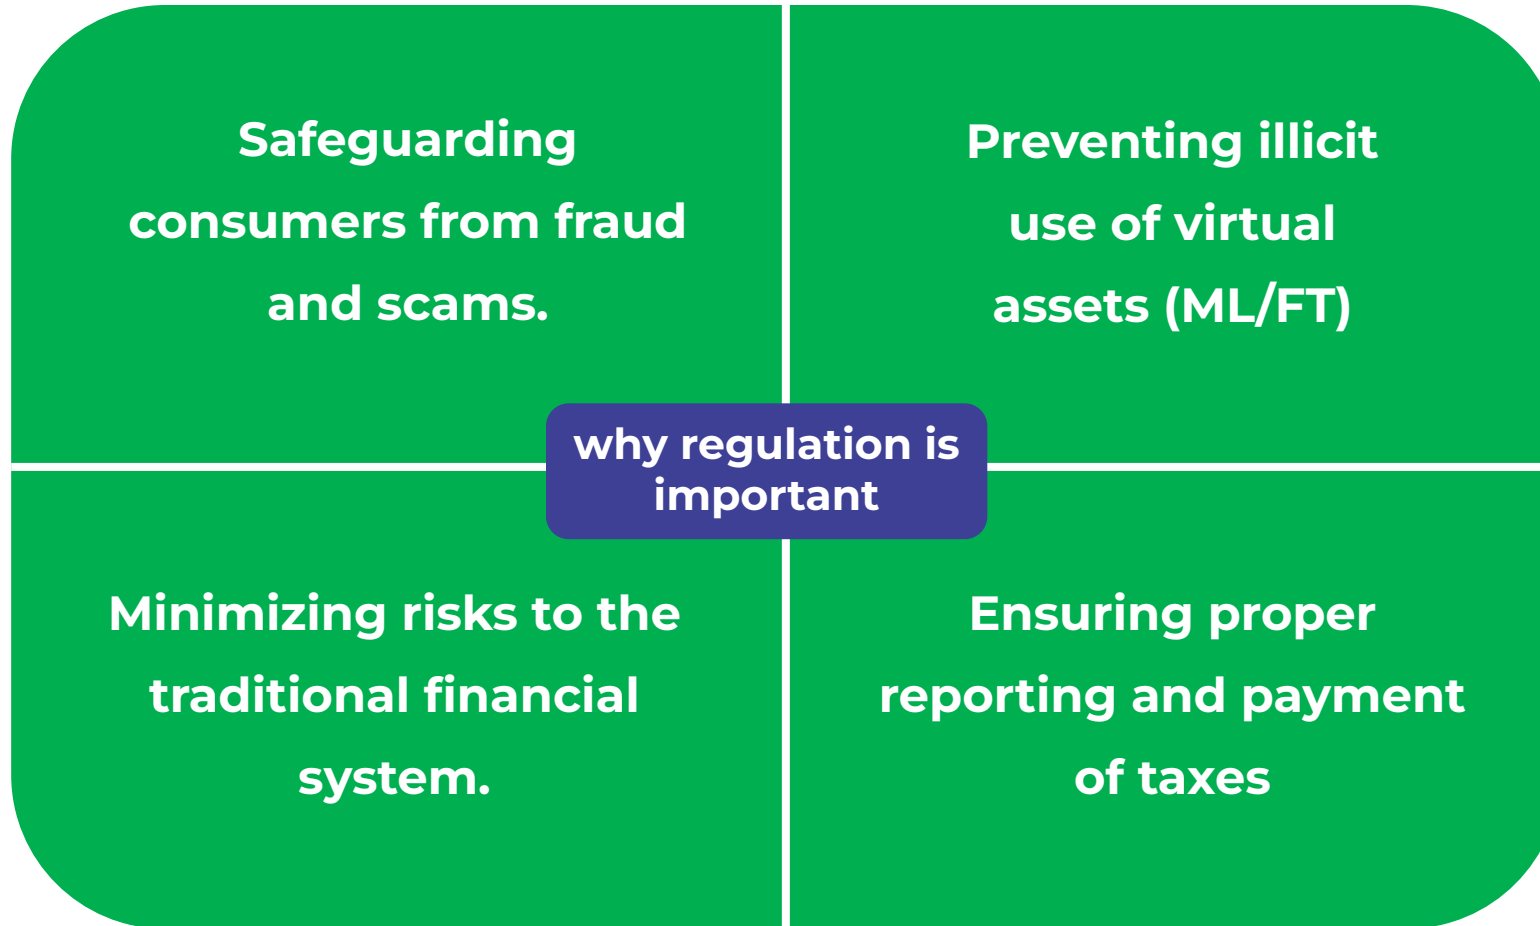 Safeguarding
consumers from fraud
and scams.
Preventing illicit
use of virtual
assets (ML/FT)
why regulation is
important
Minimizing risks to the
traditional financial
system.
Ensuring proper
reporting and payment
of taxes